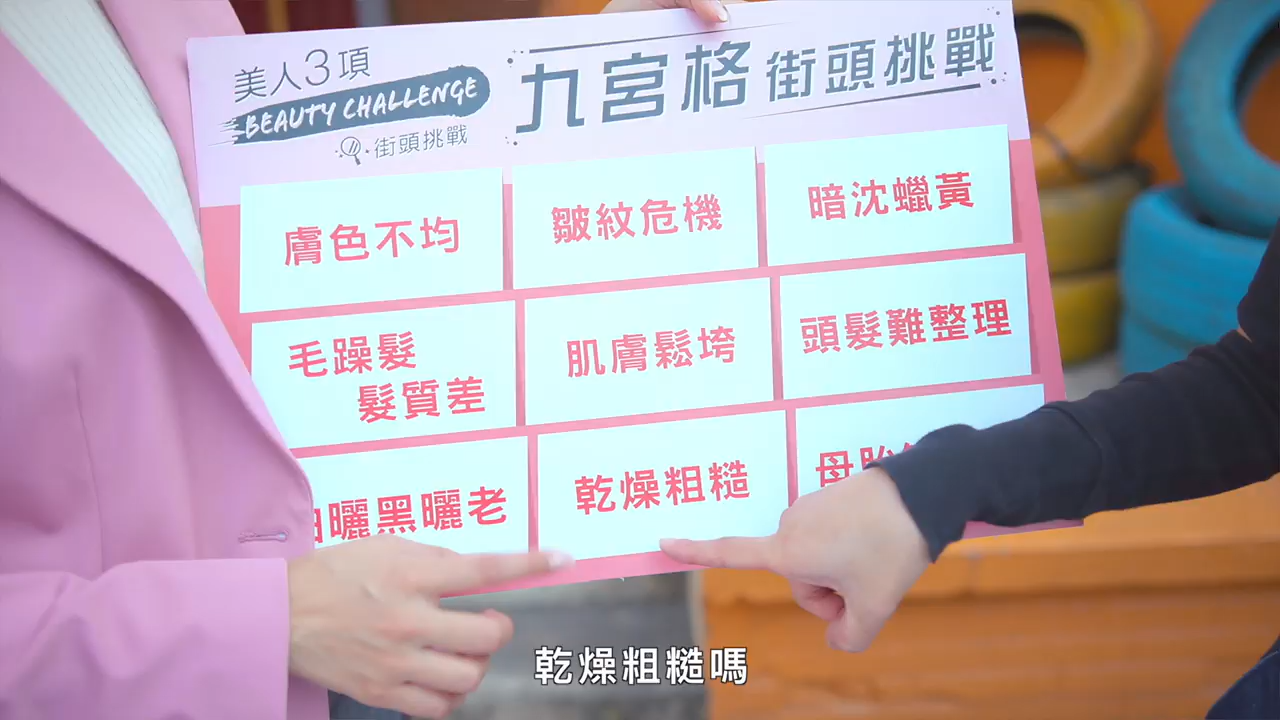 美人3項
BEAUTY CHALLENGE
街頭挑戰
九宮格 街頭挑戰
膚色不均
皺紋危機
暗沈蠟黃
毛躁髮
髮質差
肌膚鬆垮
頭髮難整理
曬黑曬老
乾燥粗糙
母胎
乾燥粗糙嗎